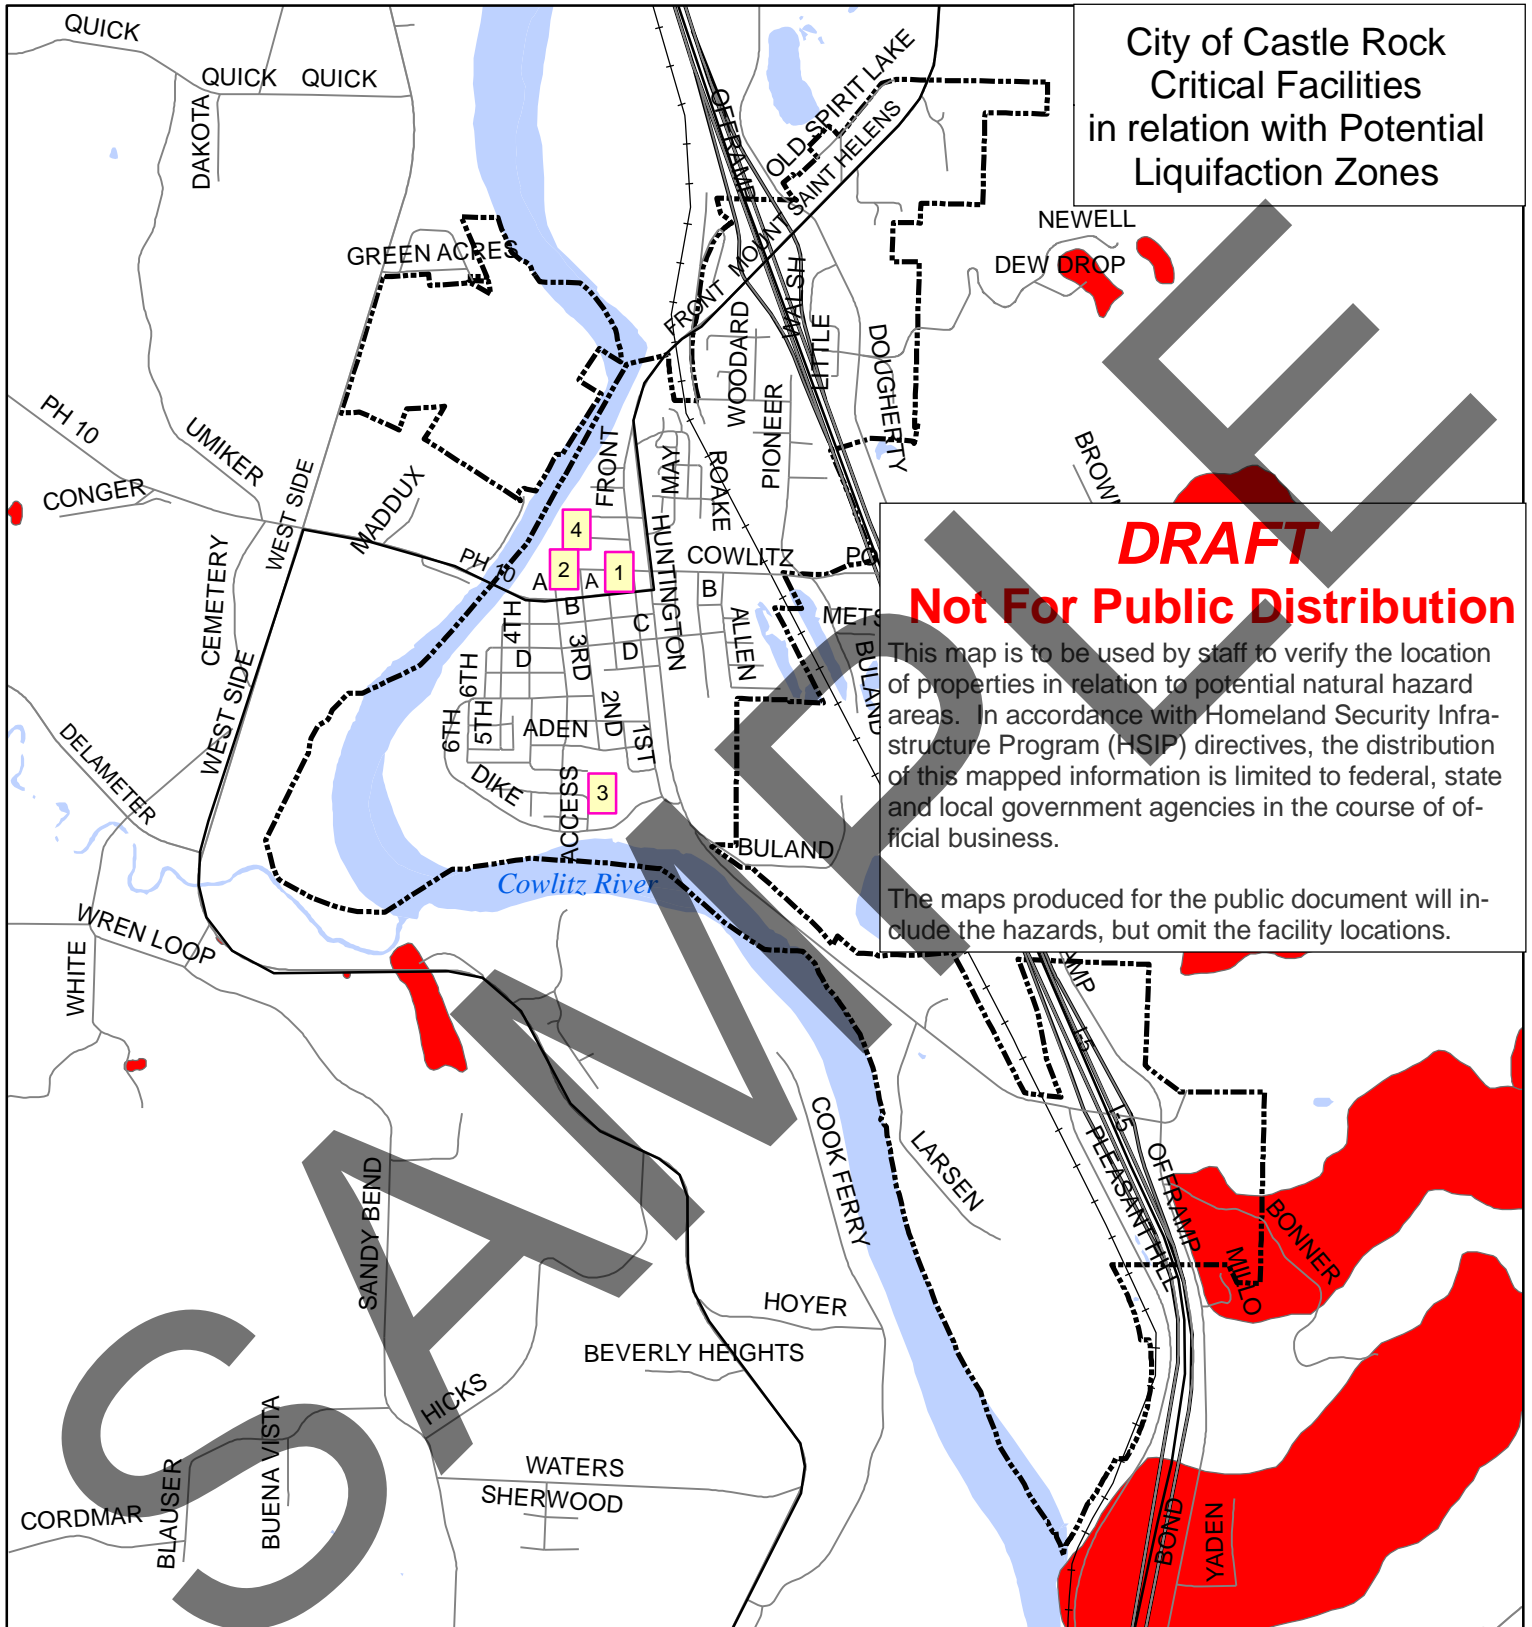 City of Castle Rock
Critical Facilities
in relation with Potential
Liquifaction Zones
QUICK
QUICK
QUICK
DAKOTA
OFFRAMP
OLD SPIRIT LAKE
MOUNT SAINT HELENS
NEWELL
DEW DROP
GREEN ACRES
FRONT
WALSH
LITTLE
WOODARD
DOUGHERTY
PIONEER
PH 10
UMIKER
CONGER
WEST SIDE
MADDUX
FRONT
MAY
ROAKE
4
HUNTINGTON
COWLITZ
PH 10
A
2
A
1
B
CEMETERY
4TH
B
C
ALLEN
D
3RD
D
WEST SIDE
6TH
6TH
5TH
2ND
1ST
ADEN
DELAMETER
DIKE
ACCESS
3
BULAND
BULAND
Cowlitz River
DRAFT
Not For Public Distribution
This map is to be used by staff to verify the location
of properties in relation to potential natural hazard
areas. In accordance with Homeland Security Infra-
structure Program (HSIP) directives, the distribution
of this mapped information is limited to federal, state
and local government agencies in the course of of-
ficial business.
The maps produced for the public document will in-
clude the hazards, but omit the facility locations.
WREN LOOP
WHITE
I-5
I-5
COOK FERRY
LARSEN
PLEASANT HILL
OFFRAMP
BONNER
MILLO
SANDY BEND
HOYER
BEVERLY HEIGHTS
HICKS
WATERS
SHERWOOD
CORDMAR
BLAUSER
BUENA VISTA
BOND
YADEN
SAMPLE